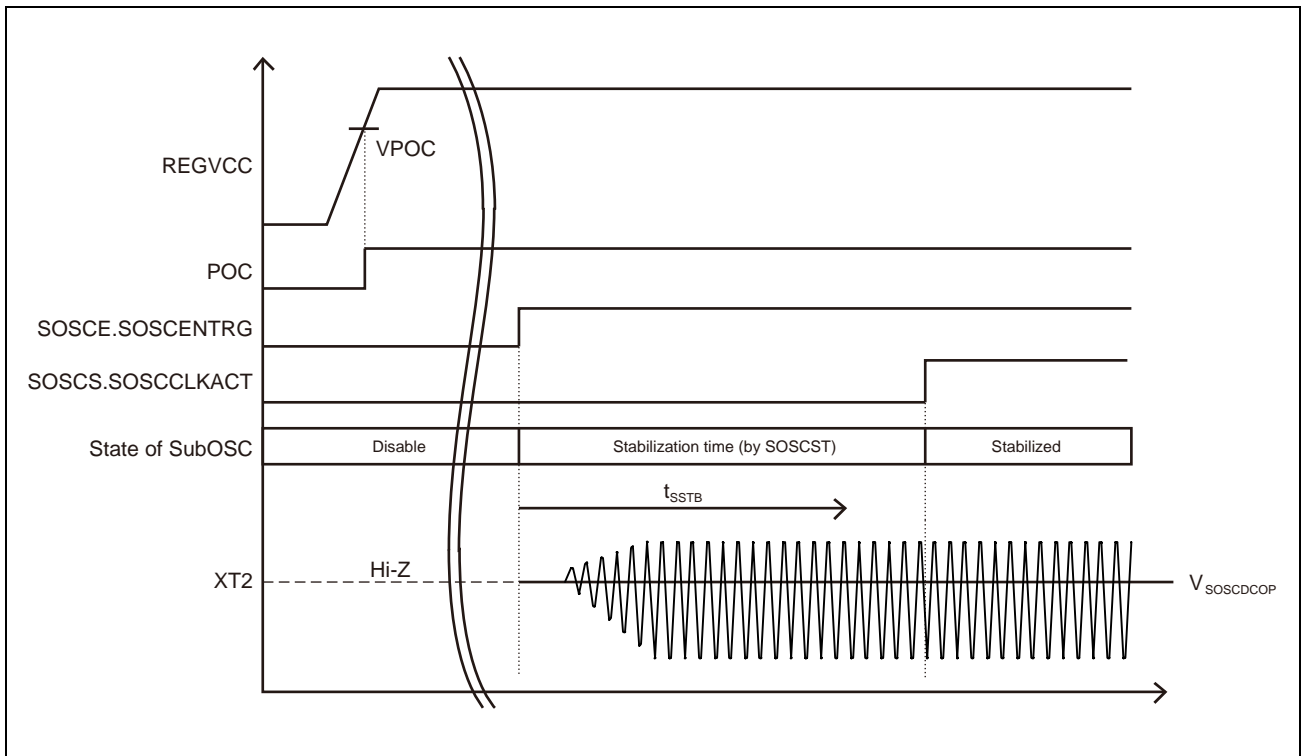 VPOC
REGVCC
POC
SOSCE.SOSCENTRG
SOSCS.SOSCCLKACT
State of SubOSC
Disable
Stabilization time (by SOSCST)
Stabilized
tSSTB
Hi-Z
XT2
VSOSCDCOP